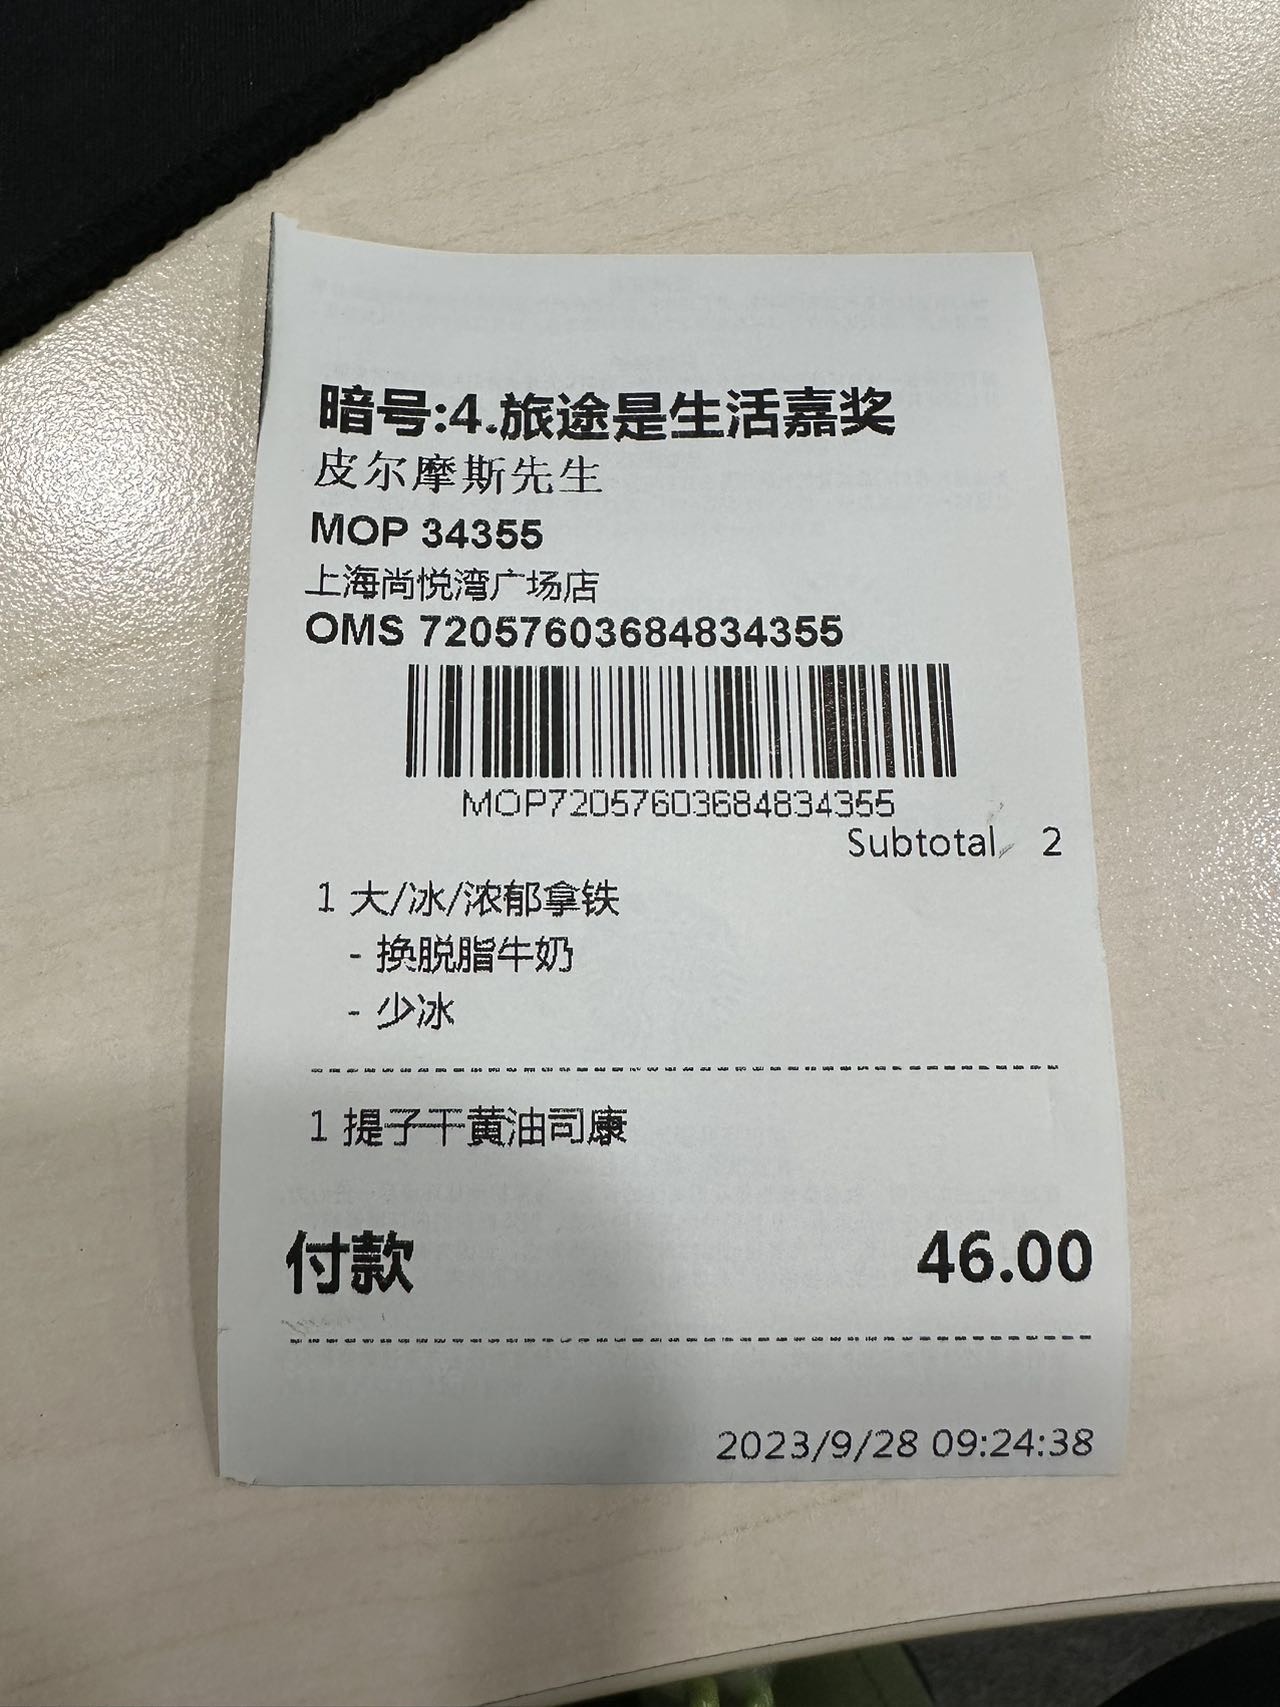 暗号:4.旅途是生活嘉奖
皮尔摩斯先生
MOP 34355
上海尚悦湾广场店
OMS 72057603684834355
MOP72057603684834355
Subtotal 2
1 大/冰/浓郁拿铁
- 换脱脂牛奶
- 少冰
1 提子干黄油司康
付款 46.00
2023/9/28 09:24:38